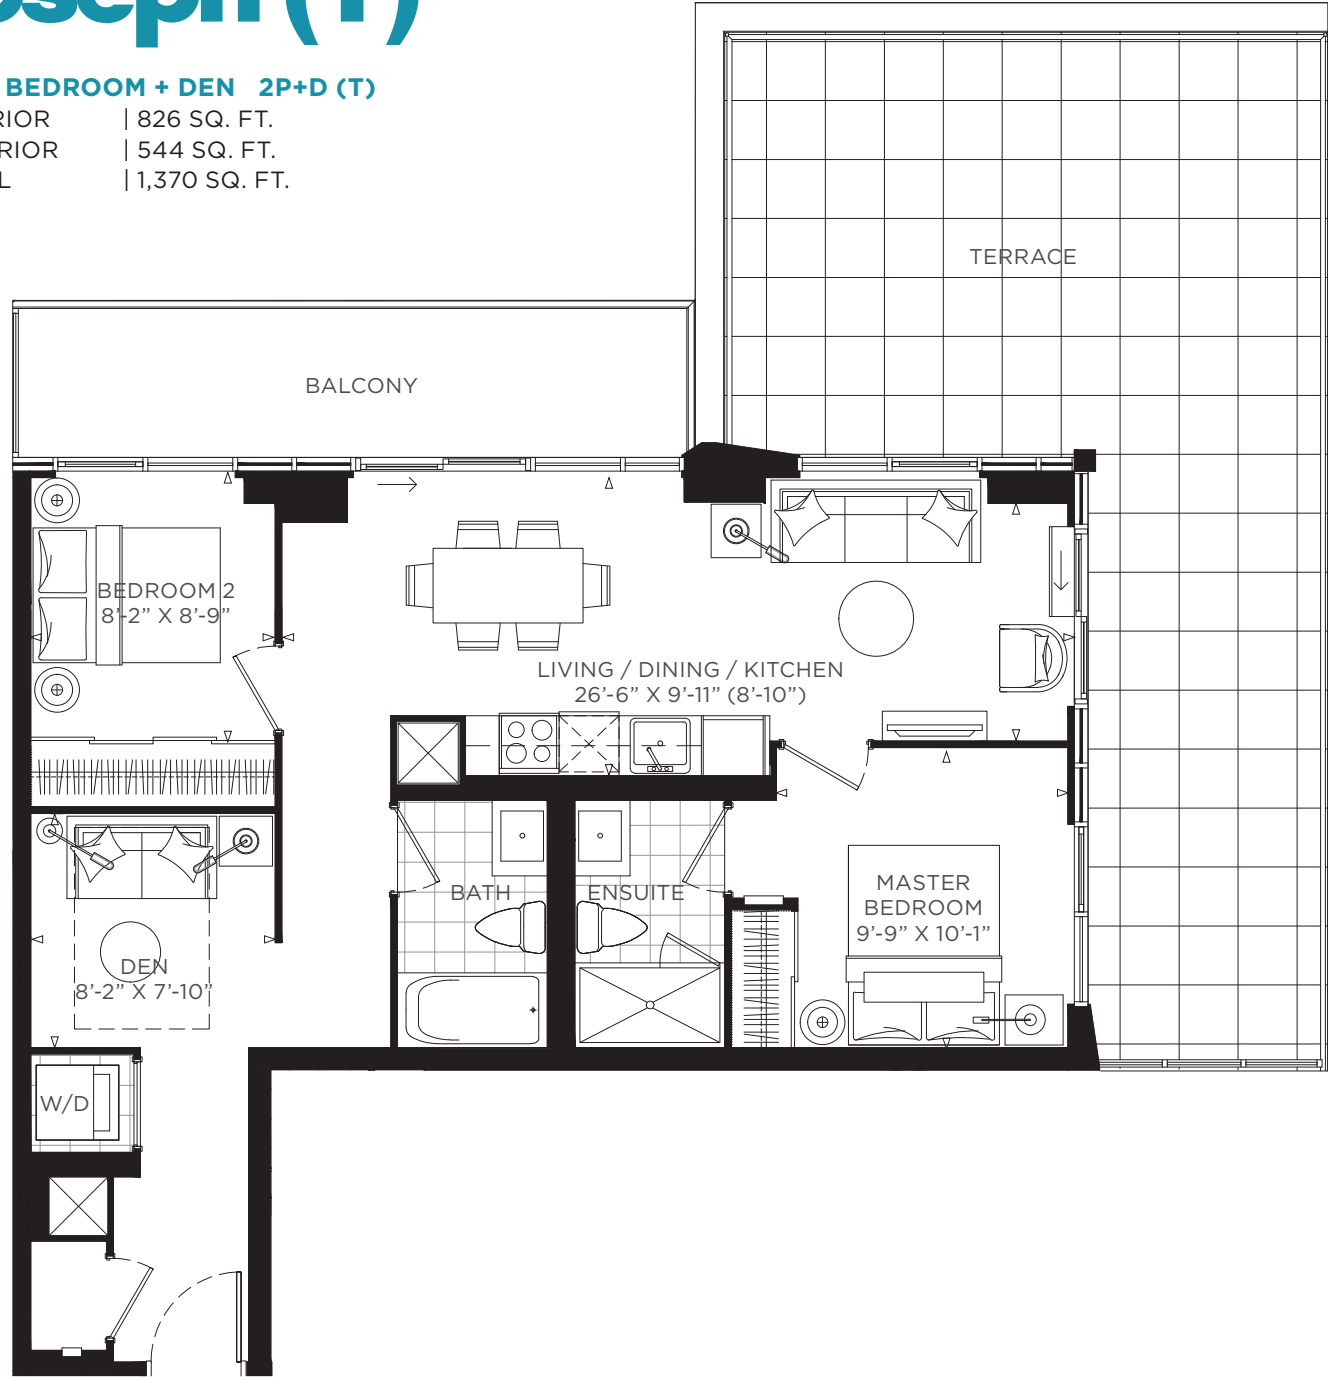 BEDROOM + DEN 2P+D (T)
| 826 SQ. FT.
| 544 SQ. FT.
| 1,370 SQ. FT.
TERRACE
BALCONY
BEDROOM 2
8'-2" X 8'-9"
LIVING / DINING / KITCHEN
26'-6" X 9'-11" (8'-10")
BATH
ENSUITE
MASTER
BEDROOM
9'-9" X 10'-1"
DEN
8'-2" X 7'-10"
W/D